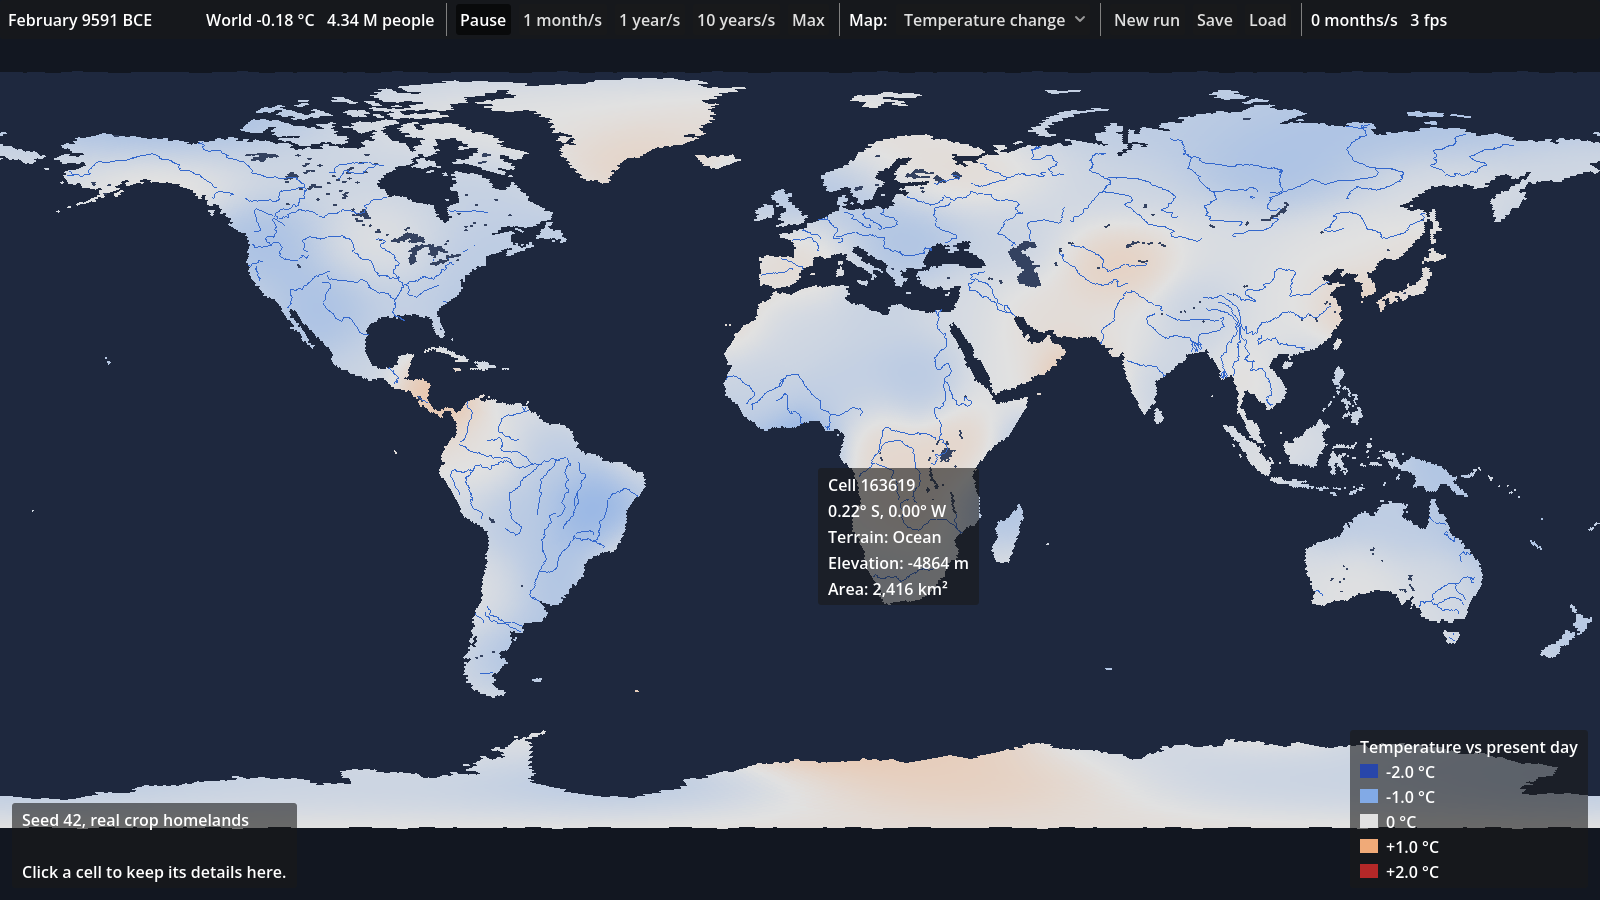 February 9591 BCE World -0.18 °C 4.34 M people Pause 1 month/s 1 year/s 10 years/s Max Map: Temperature change New run Save Load 0 months/s 3 fps
Cell 163619
0.22° S, 0.00° W
Terrain: Ocean
Elevation: -4864 m
Area: 2,416 km²
Temperature vs present day
-2.0 °C
-1.0 °C
0 °C
+1.0 °C
+2.0 °C
Seed 42, real crop homelands
Click a cell to keep its details here.